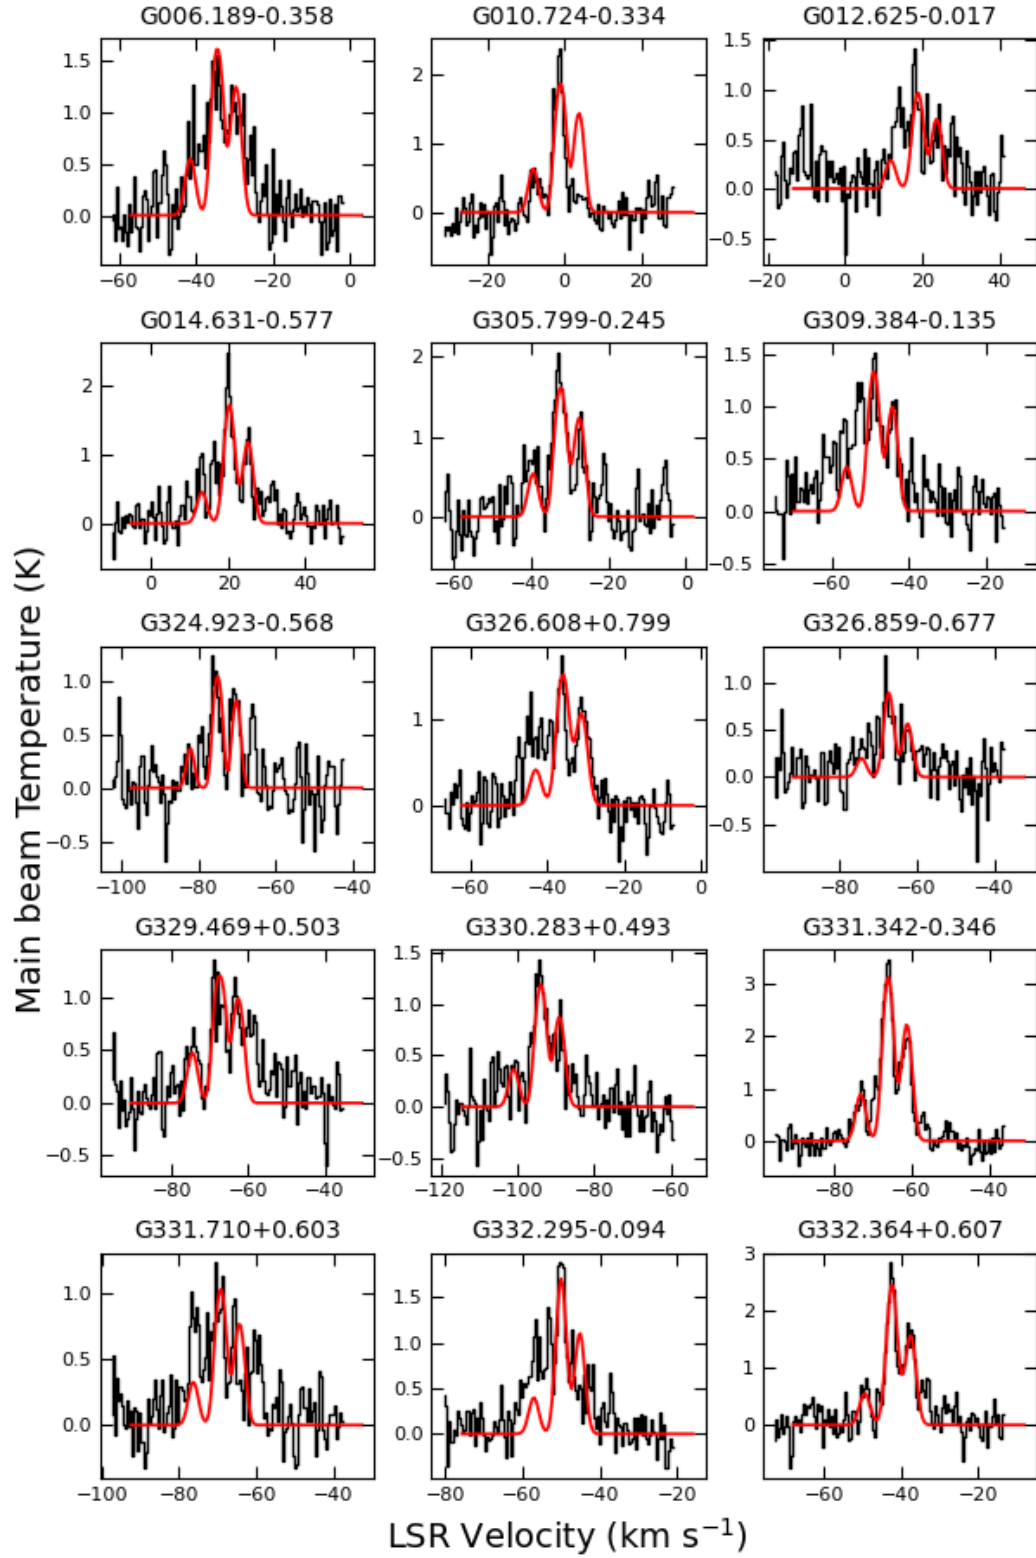 G006.189-0.358 G010.724-0.334 G012.625-0.017
1.5 1.0 0.5 0.0
2 1 0
1.5 1.0 0.5 0.0 −0.5
−60 −40 −20 0
−20 0 20
−20 0 20 40
G014.631-0.577 G305.799-0.245 G309.384-0.135
2 1 0
2 1 0
1.5 1.0 0.5 0.0 −0.5
0 20 40
−60 −40 −20 0
−60 −40 −20
G324.923-0.568 G326.608+0.799 G326.859-0.677
1.0 0.5 0.0 −0.5
1 0
1.0 0.5 0.0 −0.5
−100 −80 −60 −40
−60 −40 −20 0
−80 −60 −40
G329.469+0.503 G330.283+0.493 G331.342-0.346
1.0 0.5 0.0 −0.5
1.5 1.0 0.5 0.0 −0.5
3 2 1 0
−80 −60 −40
−120 −100 −80 −60
−80 −60 −40
G331.710+0.603 G332.295-0.094 G332.364+0.607
1.0 0.5 0.0
1.5 1.0 0.5 0.0
3 2 1 0
−100 −80 −60 −40
−80 −60 −40 −20
−60 −40 −20
Main beam Temperature (K)
LSR Velocity (km s⁻¹)